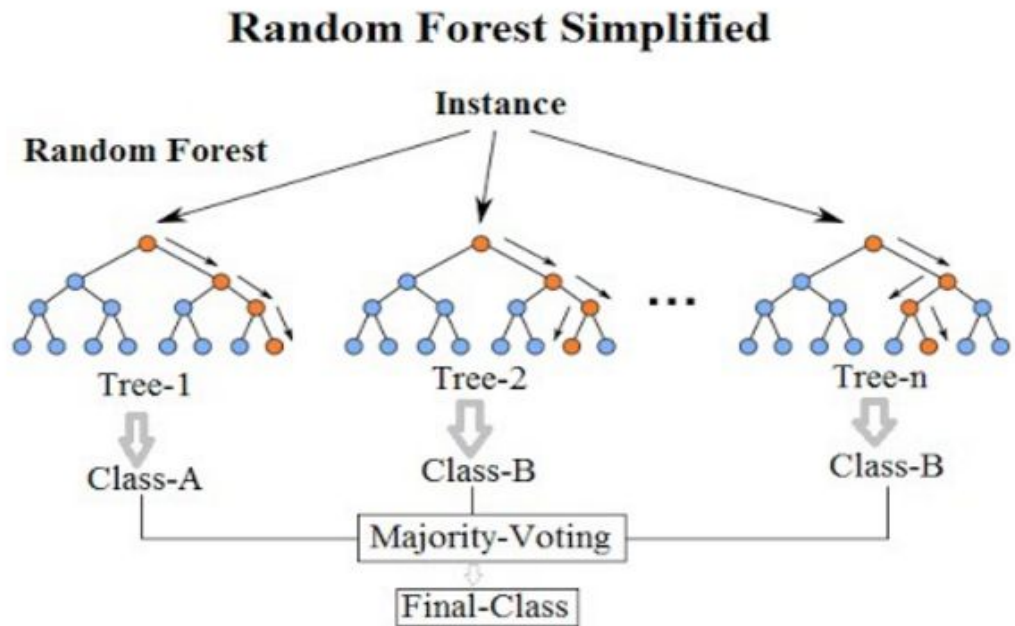 Random Forest Simplified
Instance
Random Forest
...
Tree-1
Tree-2
Tree-n
Class-A
Class-B
Class-B
Majority-Voting
Final-Class